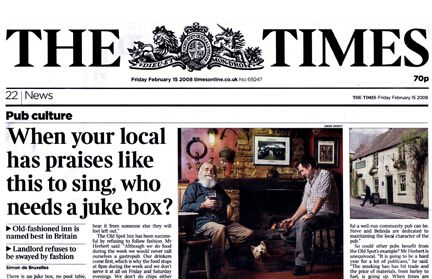 THE TIMES
DIEU ET MON DROIT
Friday February 15 2008 timesonline.co.uk No 69247
70p
22 | News
THE TIMES Friday February 15 2008
Pub culture
When your local
has praises like
this to sing, who
needs a juke box?
▶ Old-fashioned inn is
named best in Britain
▶ Landlord refuses to
be swayed by fashion
Simon de Bruxelles
There is no juke box, no pool table,
hear it from someone else they will
feel left out."
The Old Spot Inn has been success-
ful by refusing to follow fashion. Mr
Herbert said: "Although we do food
during the week we would never call
ourselves a gastropub. Our drinkers
come first, which is why the food stops
at 8pm during the week and we don't
serve it at all on Friday and Saturday
evenings. We don't do chips either
ful a well-run community pub can be.
Steve and Belinda are dedicated to
maintaining the local character of the
pub."
So could other pubs benefit from
the Old Spot's example? Mr Herbert is
unequivocal. "It is going to be a hard
year for a lot of publicans," he said.
"The smoking ban has hit trade and
the price of materials, from barley to
fuel, is going up. When times are